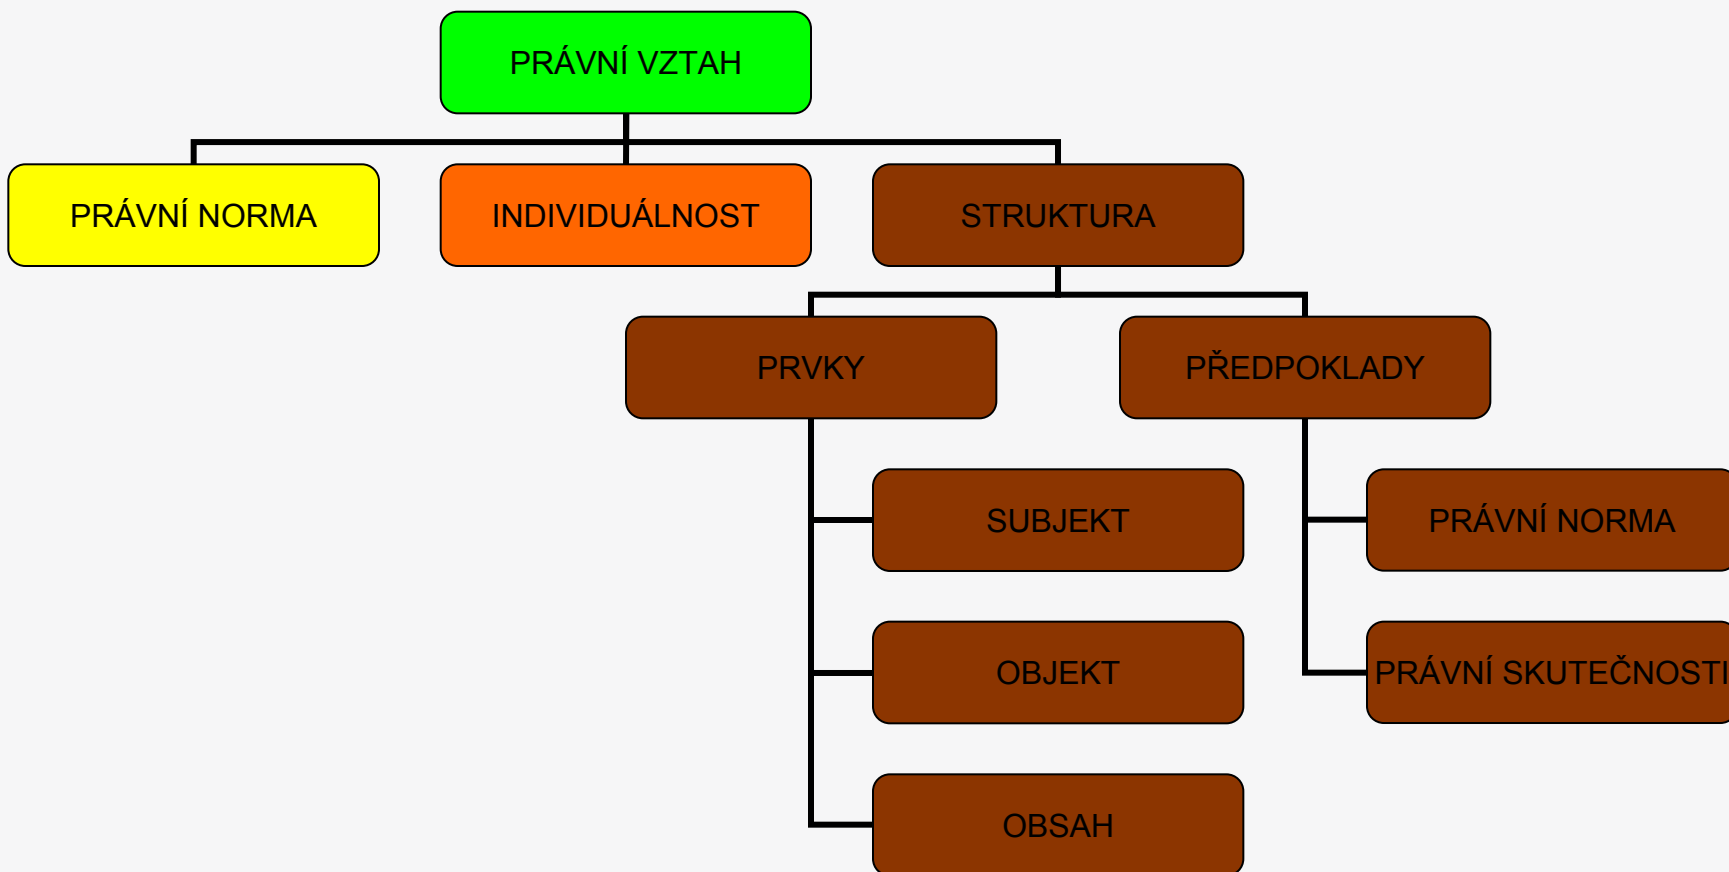 PRÁVNÍ VZTAH
PRÁVNÍ NORMA
INDIVIDUÁLNOST
STRUKTURA
PRVKY
PŘEDPOKLADY
SUBJEKT
PRÁVNÍ NORMA
OBJEKT
PRÁVNÍ SKUTEČNOSTI
OBSAH